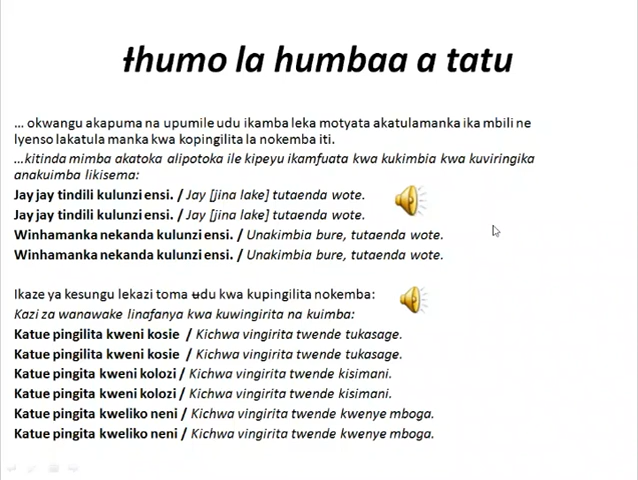 Ɨhumo la humbaa a tatu
… okwangu akapuma na upumile udu ikamba leka motyata akatulamanka ika mbili ne
lyenso lakatula manka kwa kopingilita la nokemba iti.
…kitinda mimba akatoka alipotoka ile kipeyu ikamfuata kwa kukimbia kwa kuviringika
anakuimba likisema:
Jay jay tindili kulunzi ensi. / Jay [jina lake] tutaenda wote.
Jay jay tindili kulunzi ensi. / Jay [jina lake] tutaenda wote.
Winhamanka nekanda kulunzi ensi. / Unakimbia bure, tutaenda wote.
Winhamanka nekanda kulunzi ensi. / Unakimbia bure, tutaenda wote.
Ikaze ya kesungu lekazi toma ʉdu kwa kupingilita nokemba:
Kazi za wanawake linafanya kwa kuwingirita na kuimba:
Katue pingilita kweni kosie / Kichwa vingirita twende tukasage.
Katue pingilita kweni kosie / Kichwa vingirita twende tukasage.
Katue pingita kweni kolozi / Kichwa vingirita twende kisimani.
Katue pingita kweni kolozi / Kichwa vingirita twende kisimani.
Katue pingita kweliko neni / Kichwa vingirita twende kwenye mboga.
Katue pingita kweliko neni / Kichwa vingirita twende kwenye mboga.